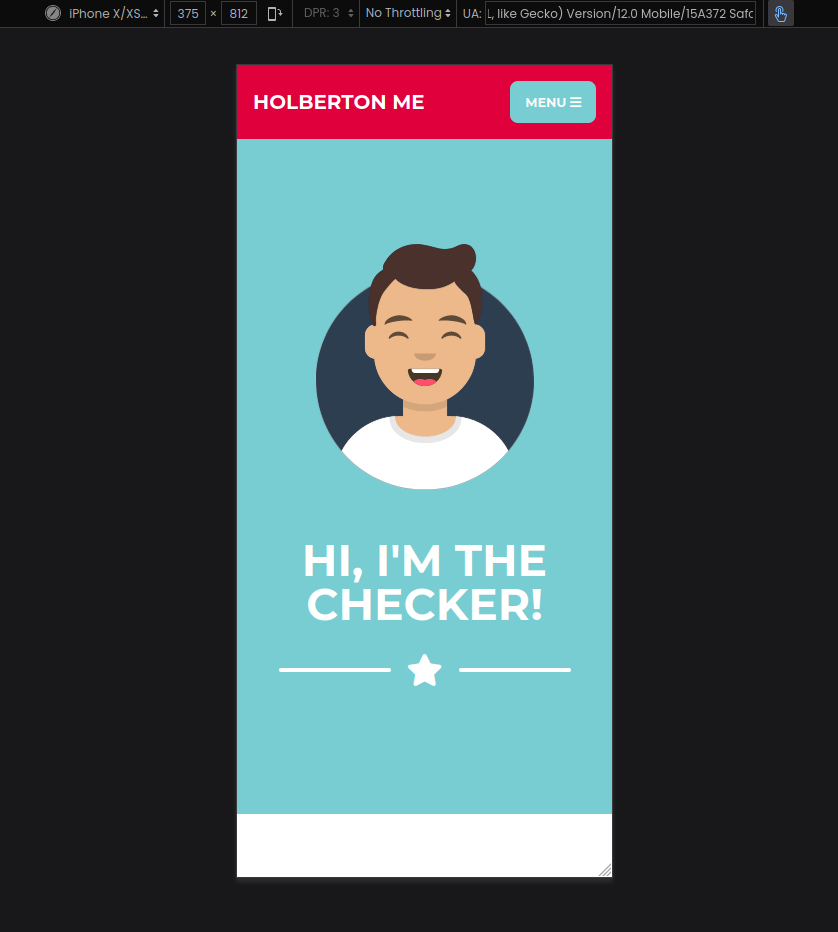 iPhone X/XS... 375 × 812 DPR: 3 No Throttling UA: L, like Gecko) Version/12.0 Mobile/15A372 Safc
HOLBERTON ME MENU
HI, I'M THE
CHECKER!